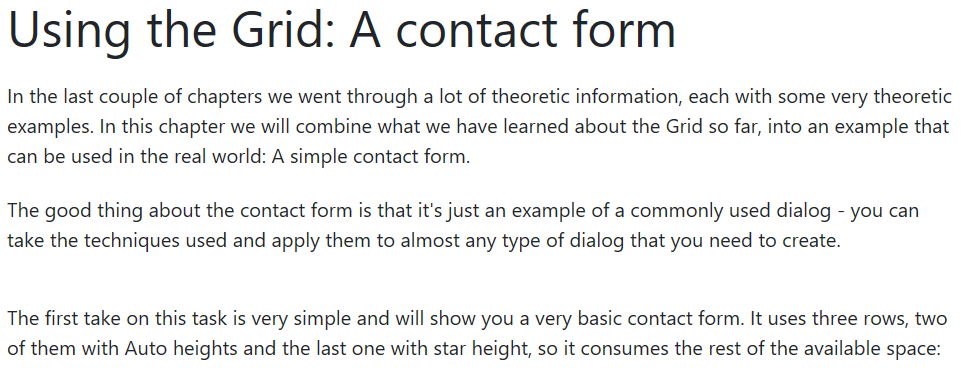 Using the Grid: A contact form
In the last couple of chapters we went through a lot of theoretic information, each with some very theoretic
examples. In this chapter we will combine what we have learned about the Grid so far, into an example that
can be used in the real world: A simple contact form.
The good thing about the contact form is that it's just an example of a commonly used dialog - you can
take the techniques used and apply them to almost any type of dialog that you need to create.
The first take on this task is very simple and will show you a very basic contact form. It uses three rows, two
of them with Auto heights and the last one with star height, so it consumes the rest of the available space: